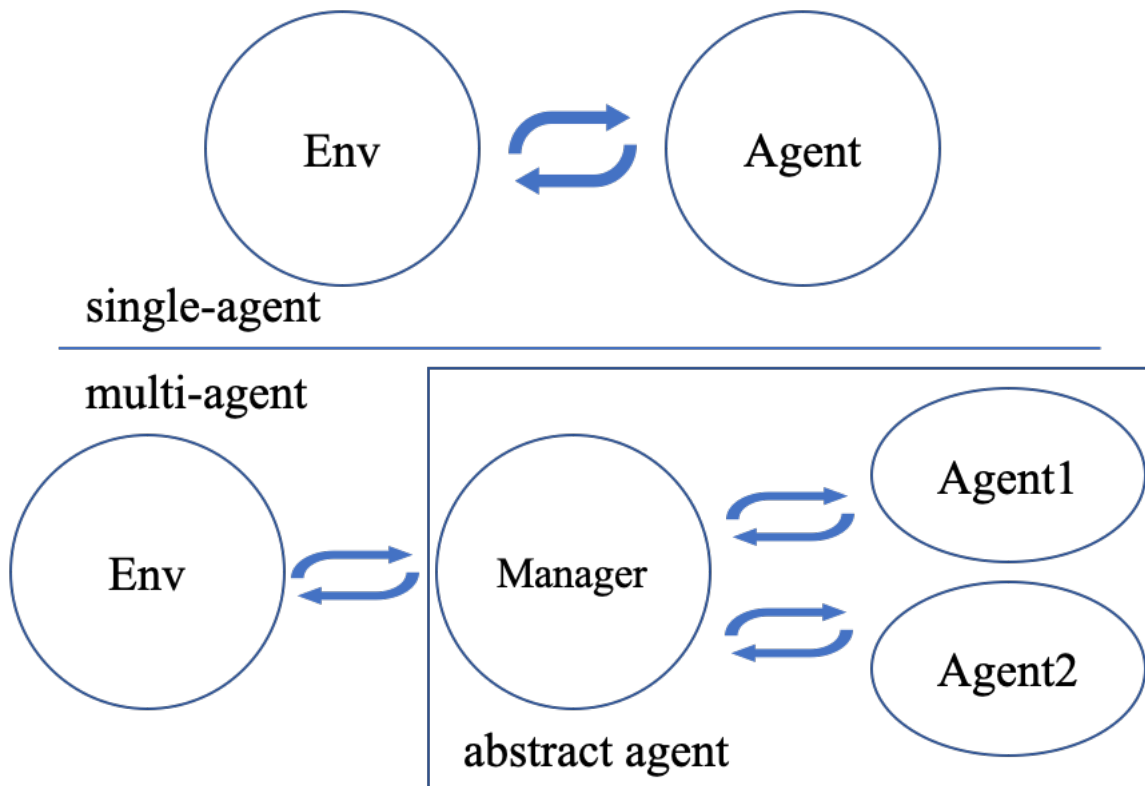 Env
Agent
single-agent
multi-agent
Agent1
Env
Manager
Agent2
abstract agent